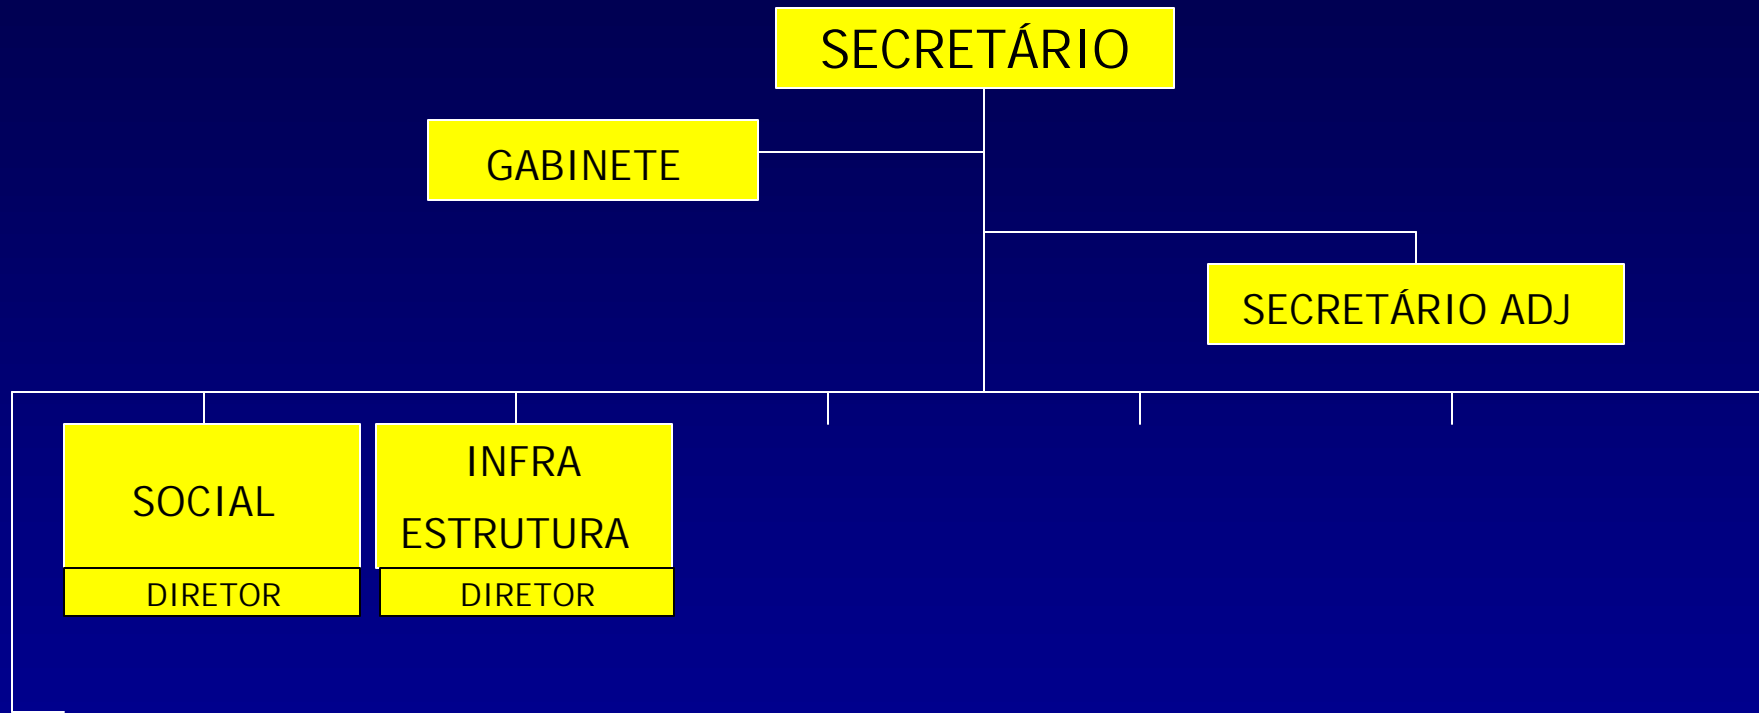 SECRETÁRIO
GABINETE
SECRETÁRIO ADJ
SOCIAL
DIRETOR
INFRA
ESTRUTURA
DIRETOR